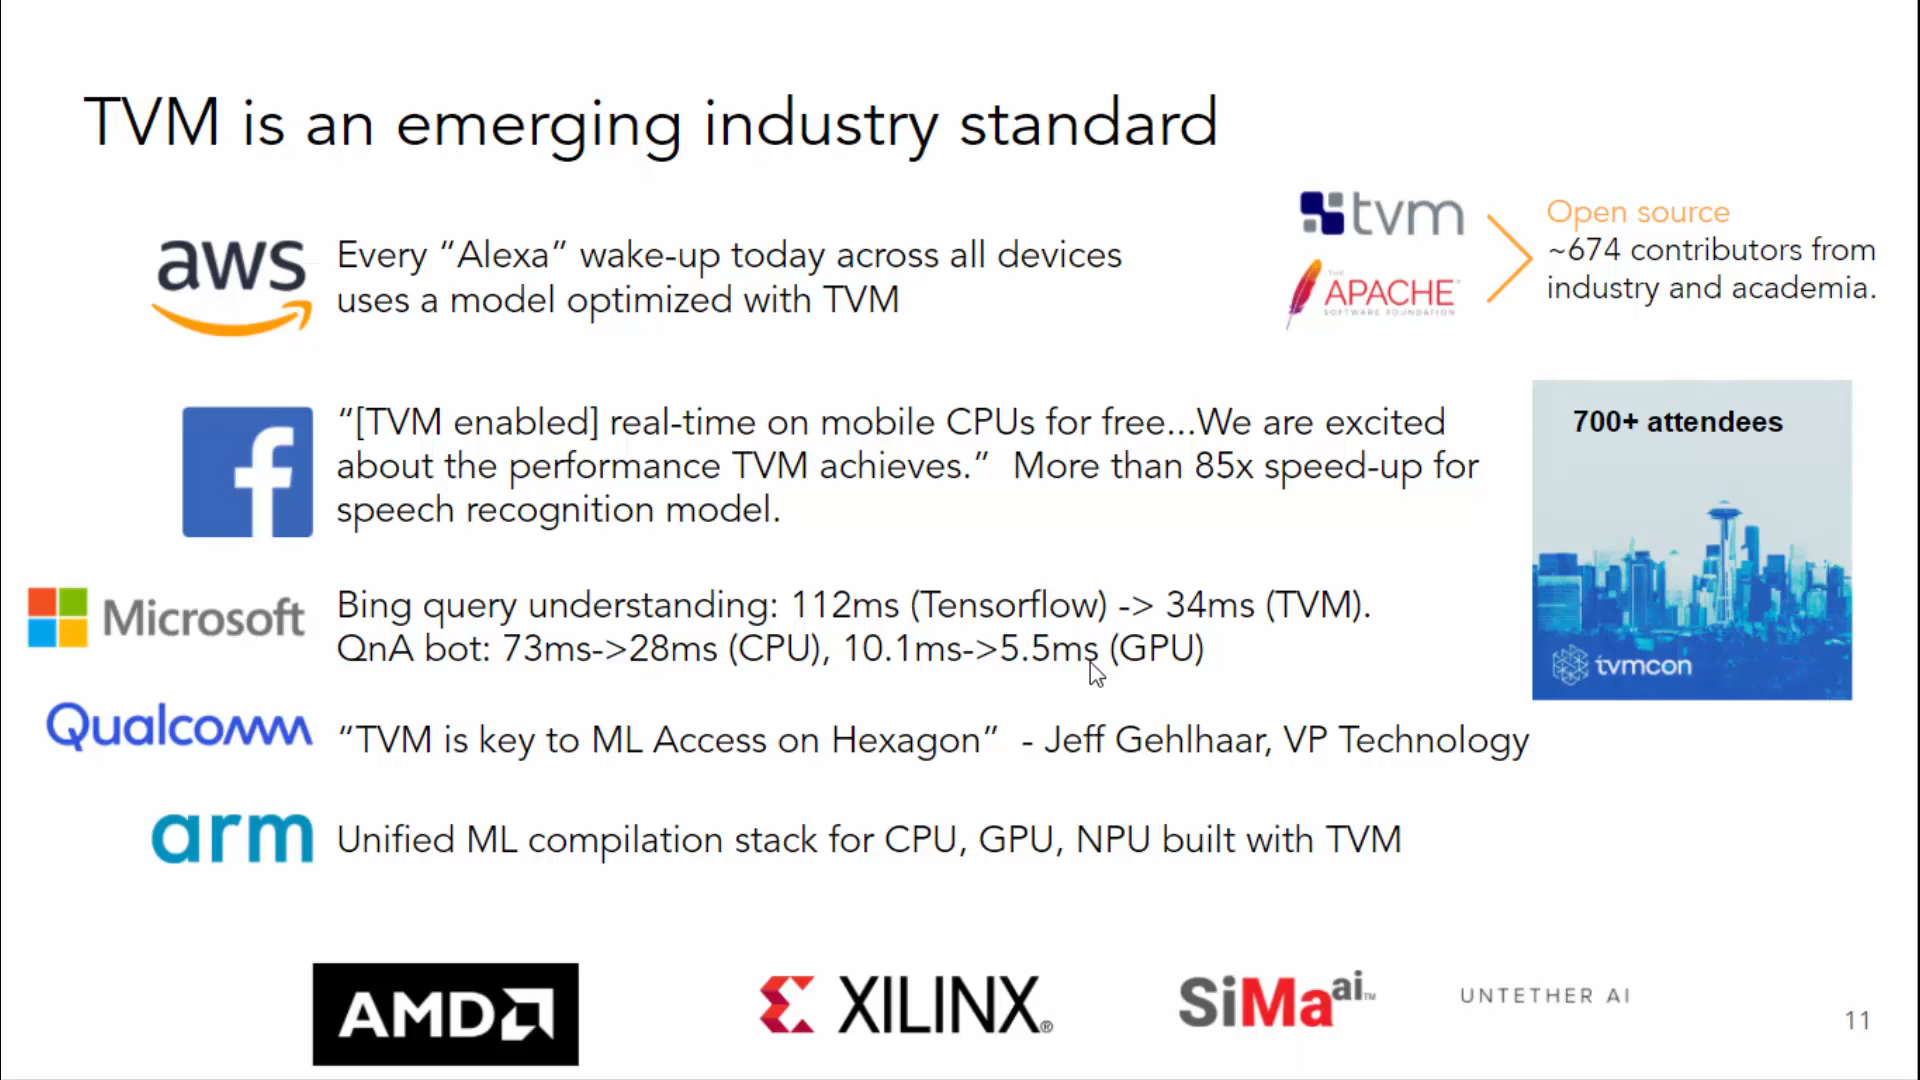 TVM is an emerging industry standard
aws
Every “Alexa” wake-up today across all devices
uses a model optimized with TVM
tvm
THE
APACHE
SOFTWARE FOUNDATION
Open source
~674 contributors from
industry and academia.
f
“[TVM enabled] real-time on mobile CPUs for free...We are excited
about the performance TVM achieves.”  More than 85x speed-up for
speech recognition model.
700+ attendees
tvmcon
Microsoft
Bing query understanding: 112ms (Tensorflow) -> 34ms (TVM).
QnA bot: 73ms->28ms (CPU), 10.1ms->5.5ms (GPU)
Qualcomm
“TVM is key to ML Access on Hexagon”  - Jeff Gehlhaar, VP Technology
arm
Unified ML compilation stack for CPU, GPU, NPU built with TVM
AMD
XILINX®
SiMa ai™
UNTETHER AI
11